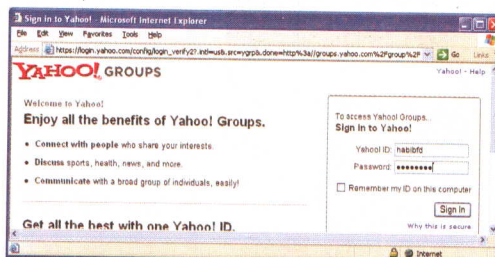 Sign in to Yahoo! - Microsoft Internet Explorer
File Edit View Favorites Tools Help
Address https://login.yahoo.com/config/login_verify2?.intl=us&.src=ygrp&.done=http%3a//groups.yahoo.com%2Fgroup%2F Go Links
YAHOO! GROUPS
Yahoo! - Help
Welcome to Yahoo!
Enjoy all the benefits of Yahoo! Groups.
• Connect with people who share your interests.
• Discuss sports, health, news, and more.
• Communicate with a broad group of individuals, easily!
Get all the best with one Yahoo! ID.
To access Yahoo! Groups...
Sign in to Yahoo!
Yahoo! ID: habibfd
Password: ••••••••
Remember my ID on this computer
Sign In
Why this is secure
Internet